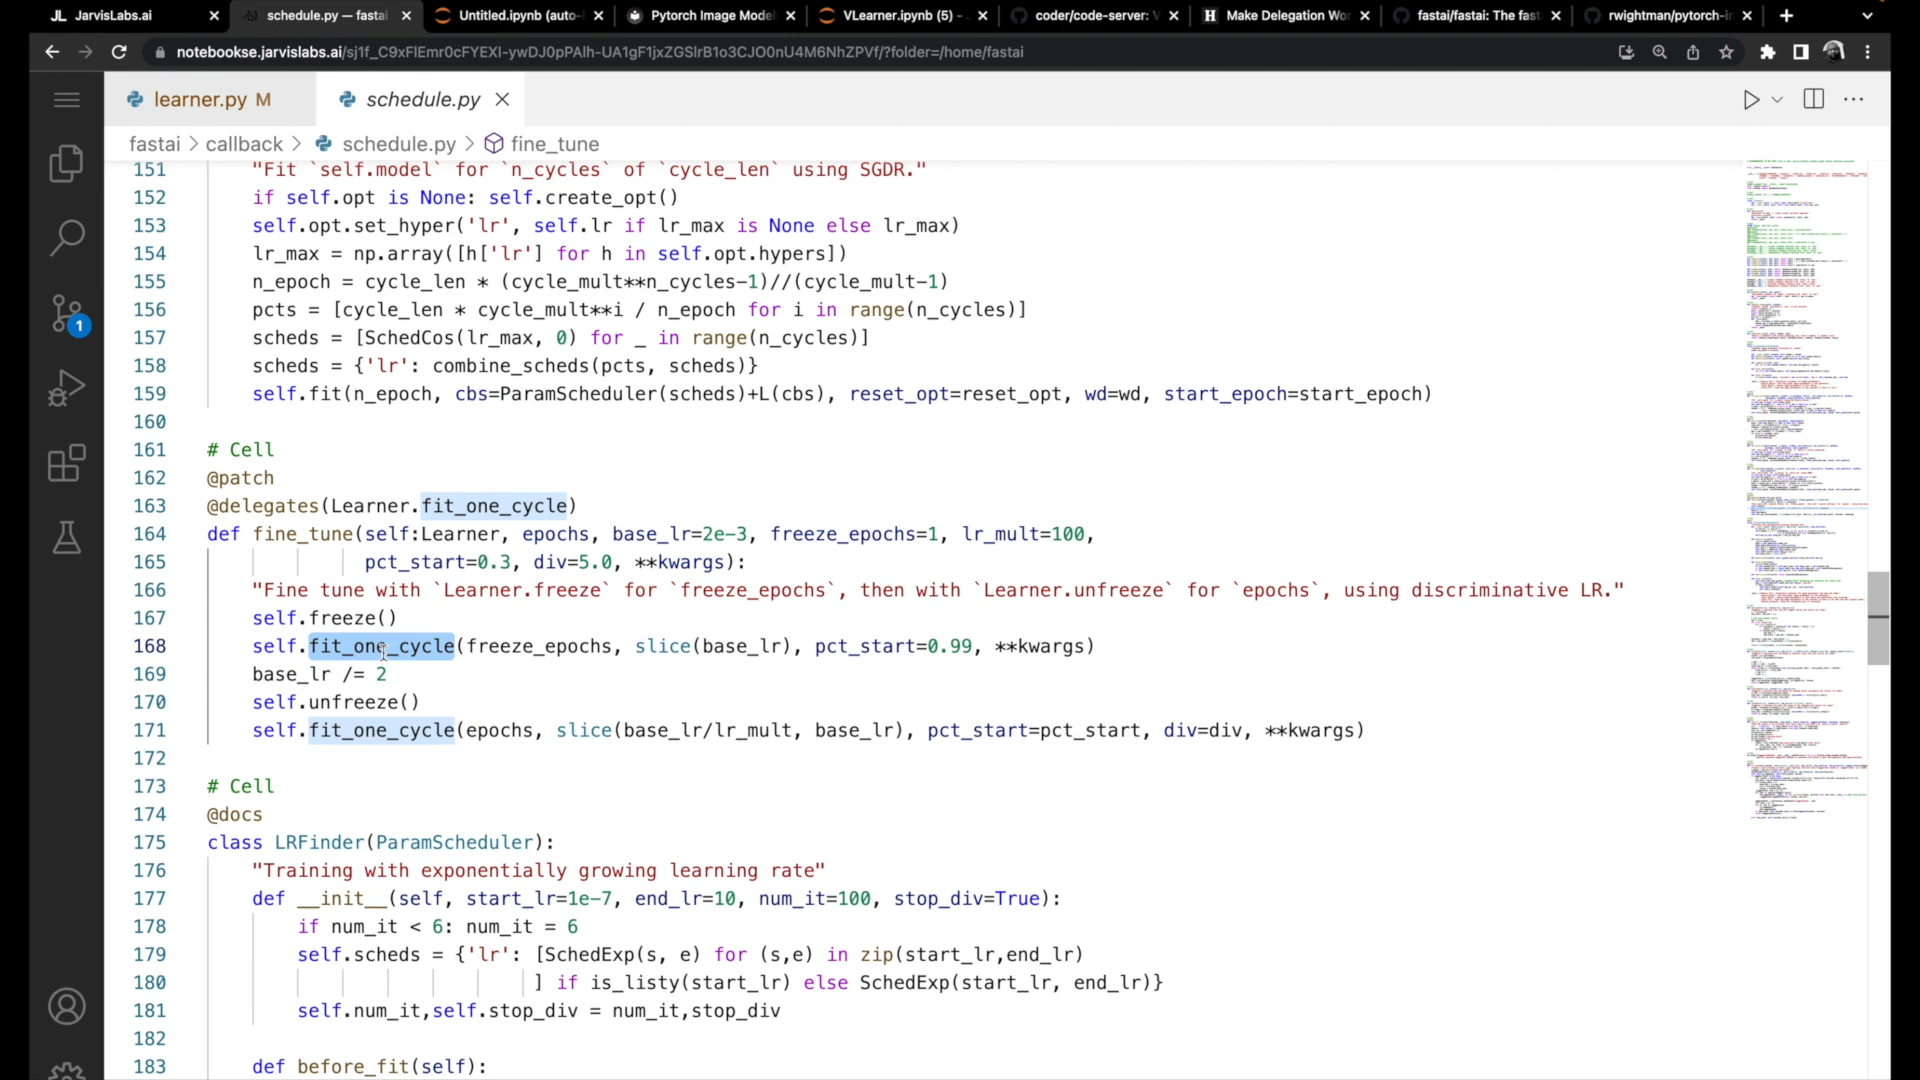 JarvisLabs.ai
schedule.py — fastai
Untitled.ipynb (auto-
Pytorch Image Mode
VLearner.ipynb (5) -
coder/code-server: V
Make Delegation Wor
fastai/fastai: The fast
rwightman/pytorch-i
notebookse.jarvislabs.ai/sj1f_C9xFlEmr0cFYEXI-ywDJ0pPAlh-UA1gF1jxZGSlrB1o3CJO0nU4M6NhZPVf/?folder=/home/fastai
learner.py M
schedule.py
fastai > callback > schedule.py > fine_tune
151 "Fit `self.model` for `n_cycles` of `cycle_len` using SGDR."
152 if self.opt is None: self.create_opt()
153 self.opt.set_hyper('lr', self.lr if lr_max is None else lr_max)
154 lr_max = np.array([h['lr'] for h in self.opt.hypers])
155 n_epoch = cycle_len * (cycle_mult**n_cycles-1)//(cycle_mult-1)
156 pcts = [cycle_len * cycle_mult**i / n_epoch for i in range(n_cycles)]
157 scheds = [SchedCos(lr_max, 0) for _ in range(n_cycles)]
158 scheds = {'lr': combine_scheds(pcts, scheds)}
159 self.fit(n_epoch, cbs=ParamScheduler(scheds)+L(cbs), reset_opt=reset_opt, wd=wd, start_epoch=start_epoch)
160
161 # Cell
162 @patch
163 @delegates(Learner.fit_one_cycle)
164 def fine_tune(self:Learner, epochs, base_lr=2e-3, freeze_epochs=1, lr_mult=100,
165 pct_start=0.3, div=5.0, **kwargs):
166 "Fine tune with `Learner.freeze` for `freeze_epochs`, then with `Learner.unfreeze` for `epochs`, using discriminative LR."
167 self.freeze()
168 self.fit_one_cycle(freeze_epochs, slice(base_lr), pct_start=0.99, **kwargs)
169 base_lr /= 2
170 self.unfreeze()
171 self.fit_one_cycle(epochs, slice(base_lr/lr_mult, base_lr), pct_start=pct_start, div=div, **kwargs)
172
173 # Cell
174 @docs
175 class LRFinder(ParamScheduler):
176 "Training with exponentially growing learning rate"
177 def __init__(self, start_lr=1e-7, end_lr=10, num_it=100, stop_div=True):
178 if num_it < 6: num_it = 6
179 self.scheds = {'lr': [SchedExp(s, e) for (s,e) in zip(start_lr,end_lr)
180 ] if is_listy(start_lr) else SchedExp(start_lr, end_lr)}
181 self.num_it,self.stop_div = num_it,stop_div
182
183 def before_fit(self):
1